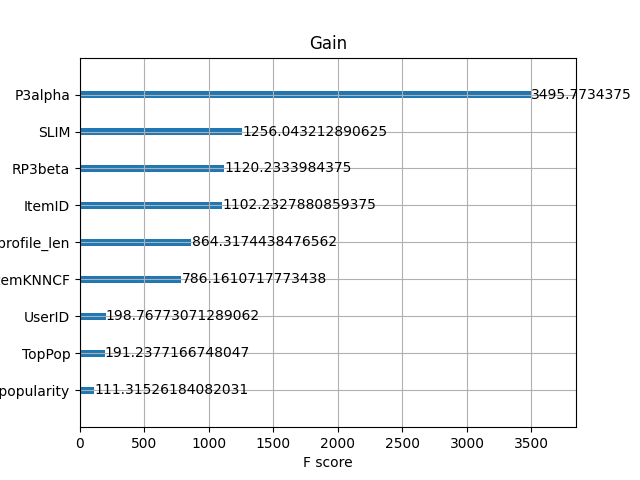 Gain
P3alpha
3495.7734375
SLIM
1256.043212890625
RP3beta
1120.2333984375
ItemID
1102.2327880859375
profile_len
864.3174438476562
emKNNCF
786.1610717773438
UserID
198.76773071289062
TopPop
191.2377166748047
popularity
111.31526184082031
0 500 1000 1500 2000 2500 3000 3500
F score